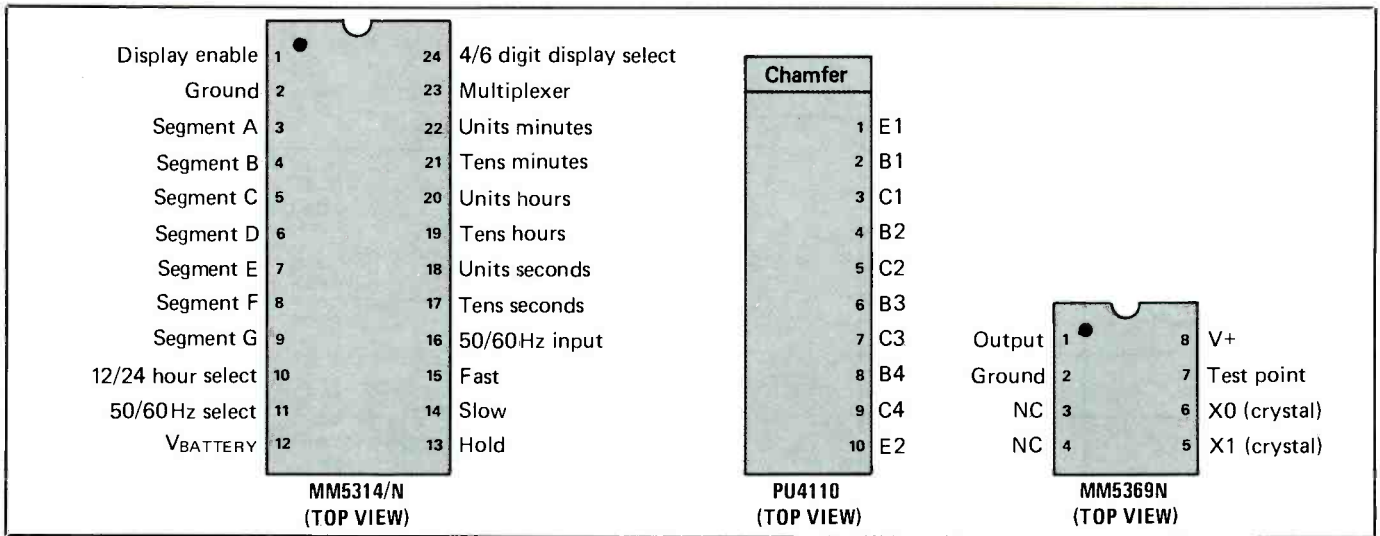 Display enable 1 24 4/6 digit display select
Ground 2 23 Multiplexer
Segment A 3 22 Units minutes
Segment B 4 21 Tens minutes
Segment C 5 20 Units hours
Segment D 6 19 Tens hours
Segment E 7 18 Units seconds
Segment F 8 17 Tens seconds
Segment G 9 16 50/60Hz input
12/24 hour select 10 15 Fast
50/60Hz select 11 14 Slow
VBATTERY 12 13 Hold
MM5314/N
(TOP VIEW)
Chamfer
1 E1
2 B1
3 C1
4 B2
5 C2
6 B3
7 C3
8 B4
9 C4
10 E2
PU4110
(TOP VIEW)
Output 1 8 V+
Ground 2 7 Test point
NC 3 6 X0 (crystal)
NC 4 5 X1 (crystal)
MM5369N
(TOP VIEW)